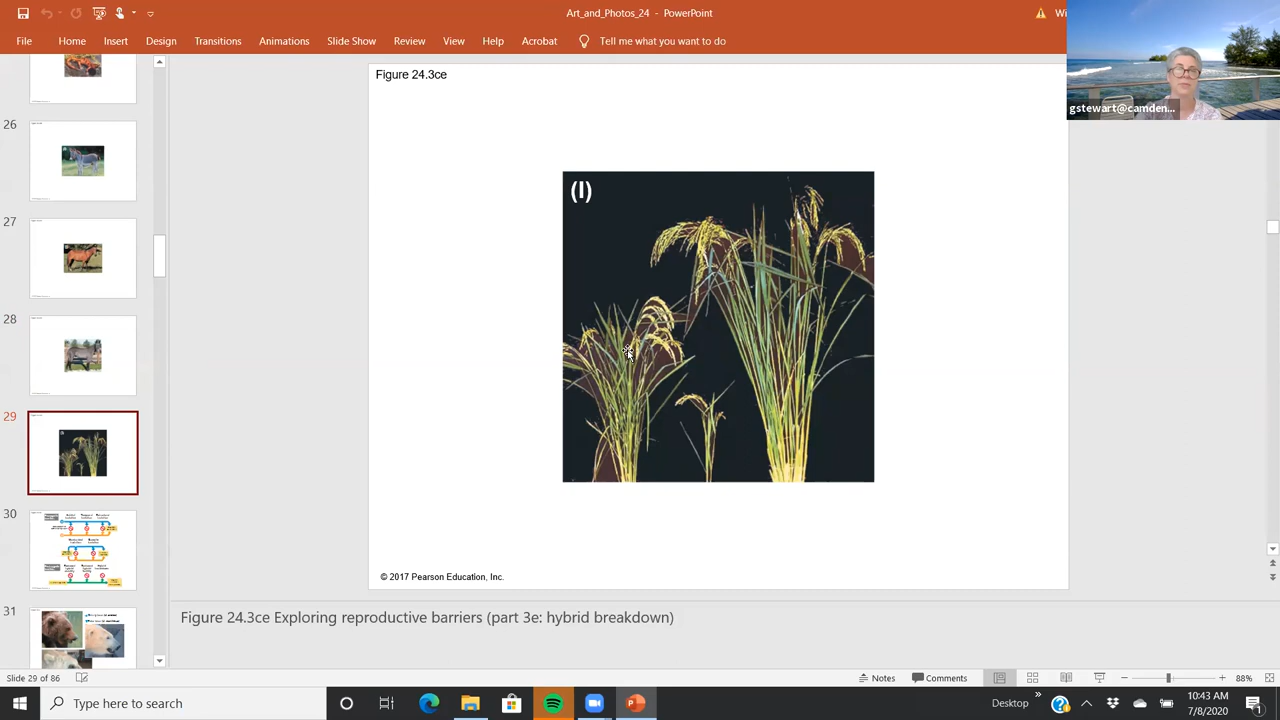 Art_and_Photos_24 - PowerPoint
Wi
File Home Insert Design Transitions Animations Slide Show Review View Help Acrobat Tell me what you want to do
gstewart@camden...
Figure 24.3ce
(l)
26
27
28
29
30
31
© 2017 Pearson Education, Inc.
Figure 24.3ce Exploring reproductive barriers (part 3e: hybrid breakdown)
Slide 29 of 86
Notes
Comments
88%
Type here to search
Desktop
10:43 AM
7/8/2020
1